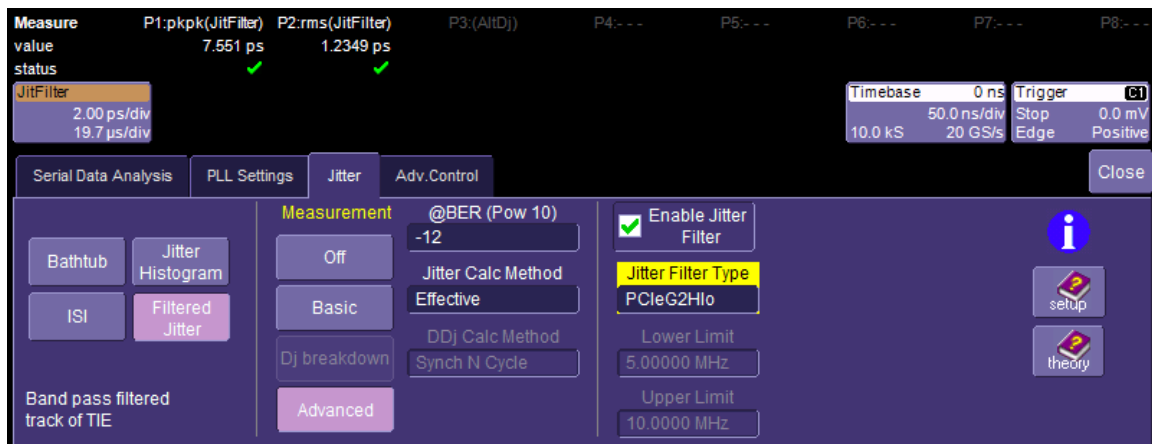 Measure P1:pkpk(JitFilter) P2:rms(JitFilter) P3:(AltDj) P4:- - - P5:- - - P6:- - - P7:- - - P8:- - -
value 7.551 ps 1.2349 ps
status
JitFilter
2.00 ps/div
19.7 µs/div
Timebase 0 ns
50.0 ns/div
10.0 kS 20 GS/s
Trigger C1
Stop 0.0 mV
Edge Positive
Serial Data Analysis PLL Settings Jitter Adv.Control
Close
Bathtub
Jitter
Histogram
ISI
Filtered
Jitter
Band pass filtered
track of TIE
Measurement
Off
Basic
Dj breakdown
Advanced
@BER (Pow 10)
-12
Jitter Calc Method
Effective
DDj Calc Method
Synch N Cycle
Enable Jitter
Filter
Jitter Filter Type
PCIeG2HIo
Lower Limit
5.00000 MHz
Upper Limit
10.0000 MHz
i
setup
theory